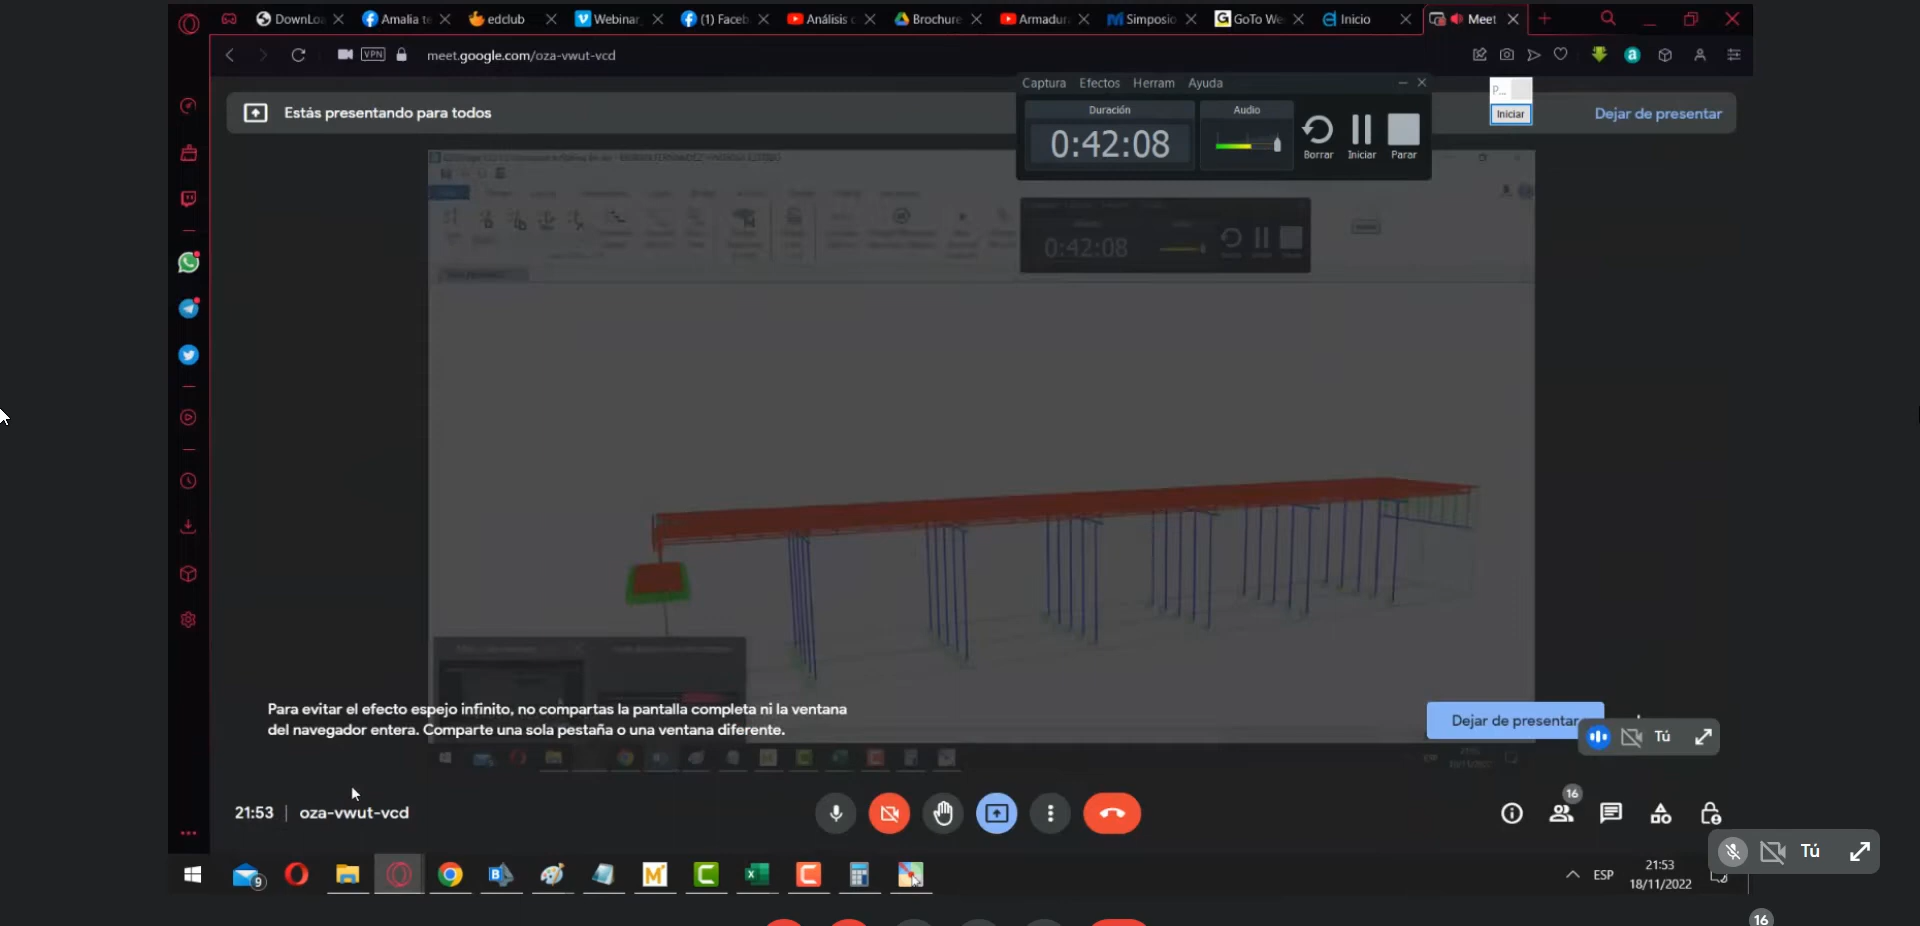 DownLoa
Amalia te
edclub
Webinar
(1) Faceb
Análisis c
Brochure
Armadur
Simposio
GoTo We
Inicio
Meet
VPN
meet.google.com/oza-vwut-vcd
Captura Efectos Herram Ayuda
P...
Iniciar
Estás presentando para todos
Duración
Audio
0:42:08
Borrar Iniciar Parar
Dejar de presentar
0:42:08
Para evitar el efecto espejo infinito, no compartas la pantalla completa ni la ventana
del navegador entera. Comparte una sola pestaña o una ventana diferente.
Dejar de presentar
Tú
21:53 | oza-vwut-vcd
16
Tú
9
ESP
21:53
18/11/2022
16